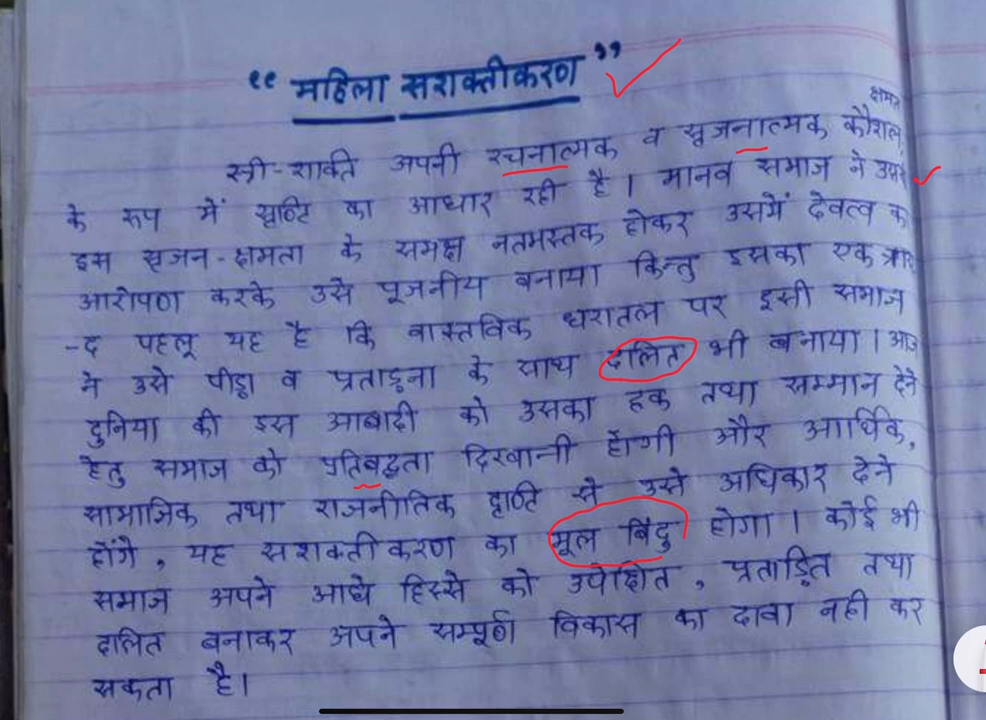 “ महिला सशक्तीकरण ”
क्षमता
स्त्री-शक्ति अपनी रचनात्मक व सृजनात्मक कौशल
के रूप में सृष्टि का आधार रही है। मानव समाज ने उसके
इस सृजन-क्षमता के समक्ष नतमस्तक होकर उसमें देवत्व का
आरोपण करके उसे पूजनीय बनाया किन्तु इसका एक
-द पहलू यह है कि वास्तविक धरातल पर इसी समाज
ने उसे पीड़ा व प्रताड़ना के साथ दलित भी बनाया। आज
दुनिया की इस आबादी को उसका हक तथा सम्मान देने
हेतु समाज को प्रतिबद्धता दिखानी होगी और आर्थिक,
सामाजिक तथा राजनीतिक दृष्टि से उसे अधिकार देने
होंगे, यह सशक्तीकरण का मूल बिंदु होगा। कोई भी
समाज अपने आधे हिस्से को उपेक्षित, प्रताड़ित तथा
दलित बनाकर अपने सम्पूर्ण विकास का दावा नही कर
सकता है।